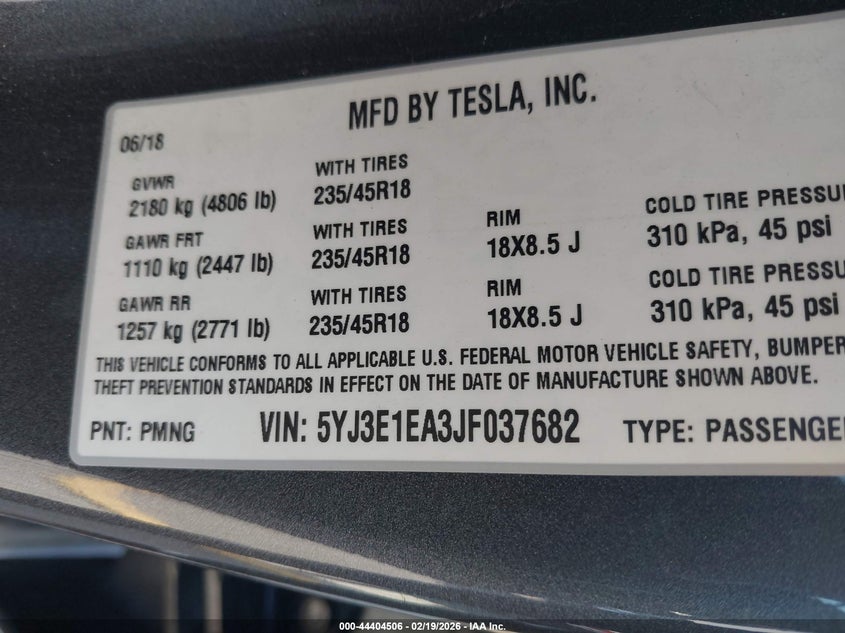 MFD BY TESLA, INC.
06/18
GVWR
2180 kg (4806 lb)
WITH TIRES
235/45R18
GAWR FRT
1110 kg (2447 lb)
WITH TIRES
235/45R18
RIM
18X8.5 J
COLD TIRE PRESSU
310 kPa, 45 psi
GAWR RR
1257 kg (2771 lb)
WITH TIRES
235/45R18
RIM
18X8.5 J
COLD TIRE PRESSU
310 kPa, 45 psi
THIS VEHICLE CONFORMS TO ALL APPLICABLE U.S. FEDERAL MOTOR VEHICLE SAFETY, BUMPER
THEFT PREVENTION STANDARDS IN EFFECT ON THE DATE OF MANUFACTURE SHOWN ABOVE.
PNT: PMNG VIN: 5YJ3E1EA3JF037682 TYPE: PASSENGE
000-44404506 - 02/19/2026 - IAA Inc.